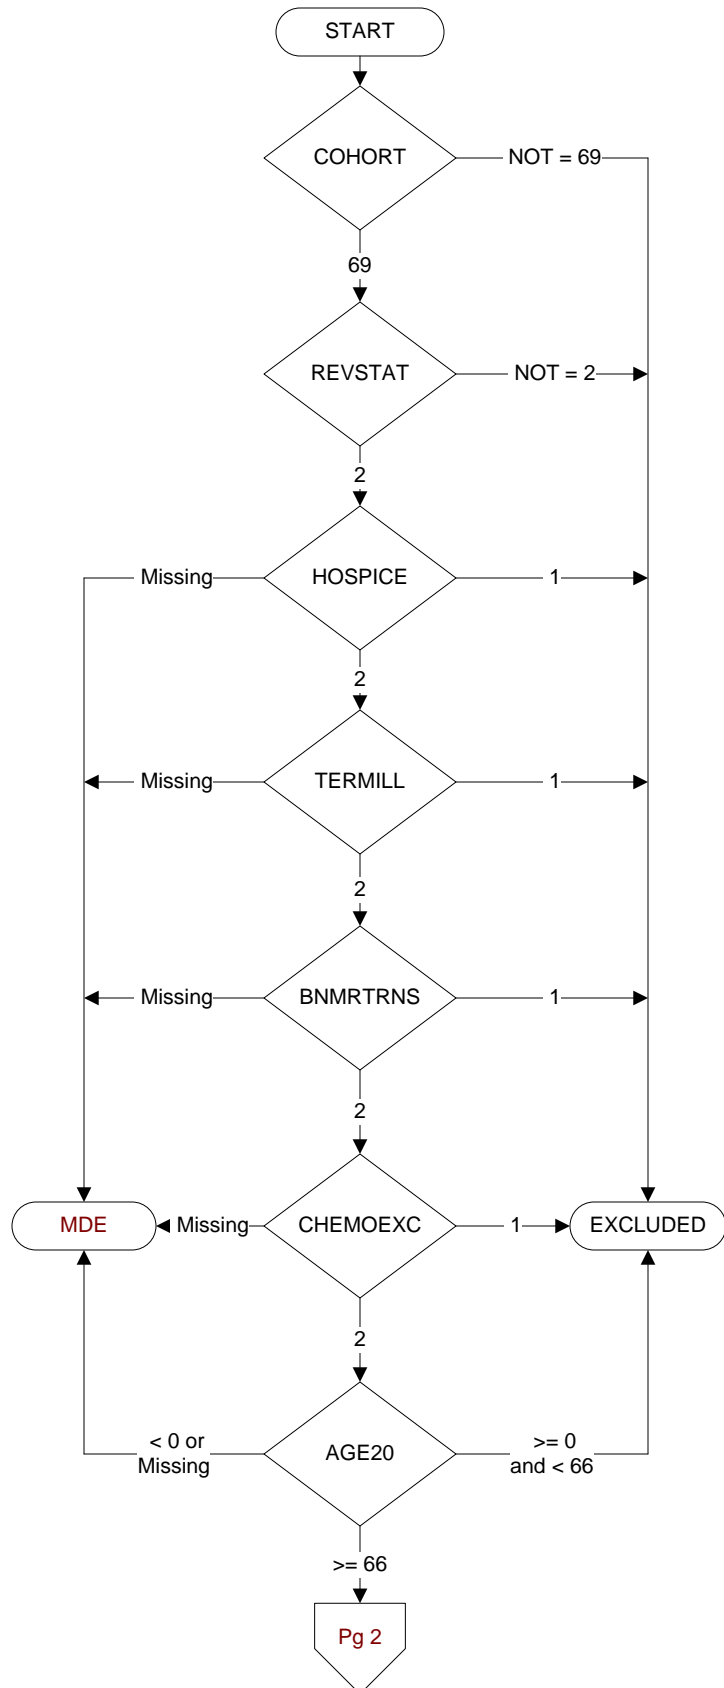 START
COHORT
NOT = 69
69
REVSTAT
NOT = 2
2
Missing
HOSPICE
1
2
Missing
TERMILL
1
2
Missing
BNMRTRNS
1
2
MDE
Missing
CHEMOEXC
1
EXCLUDED
2
< 0 or
Missing
AGE20
>= 0
and < 66
>= 66
Pg 2